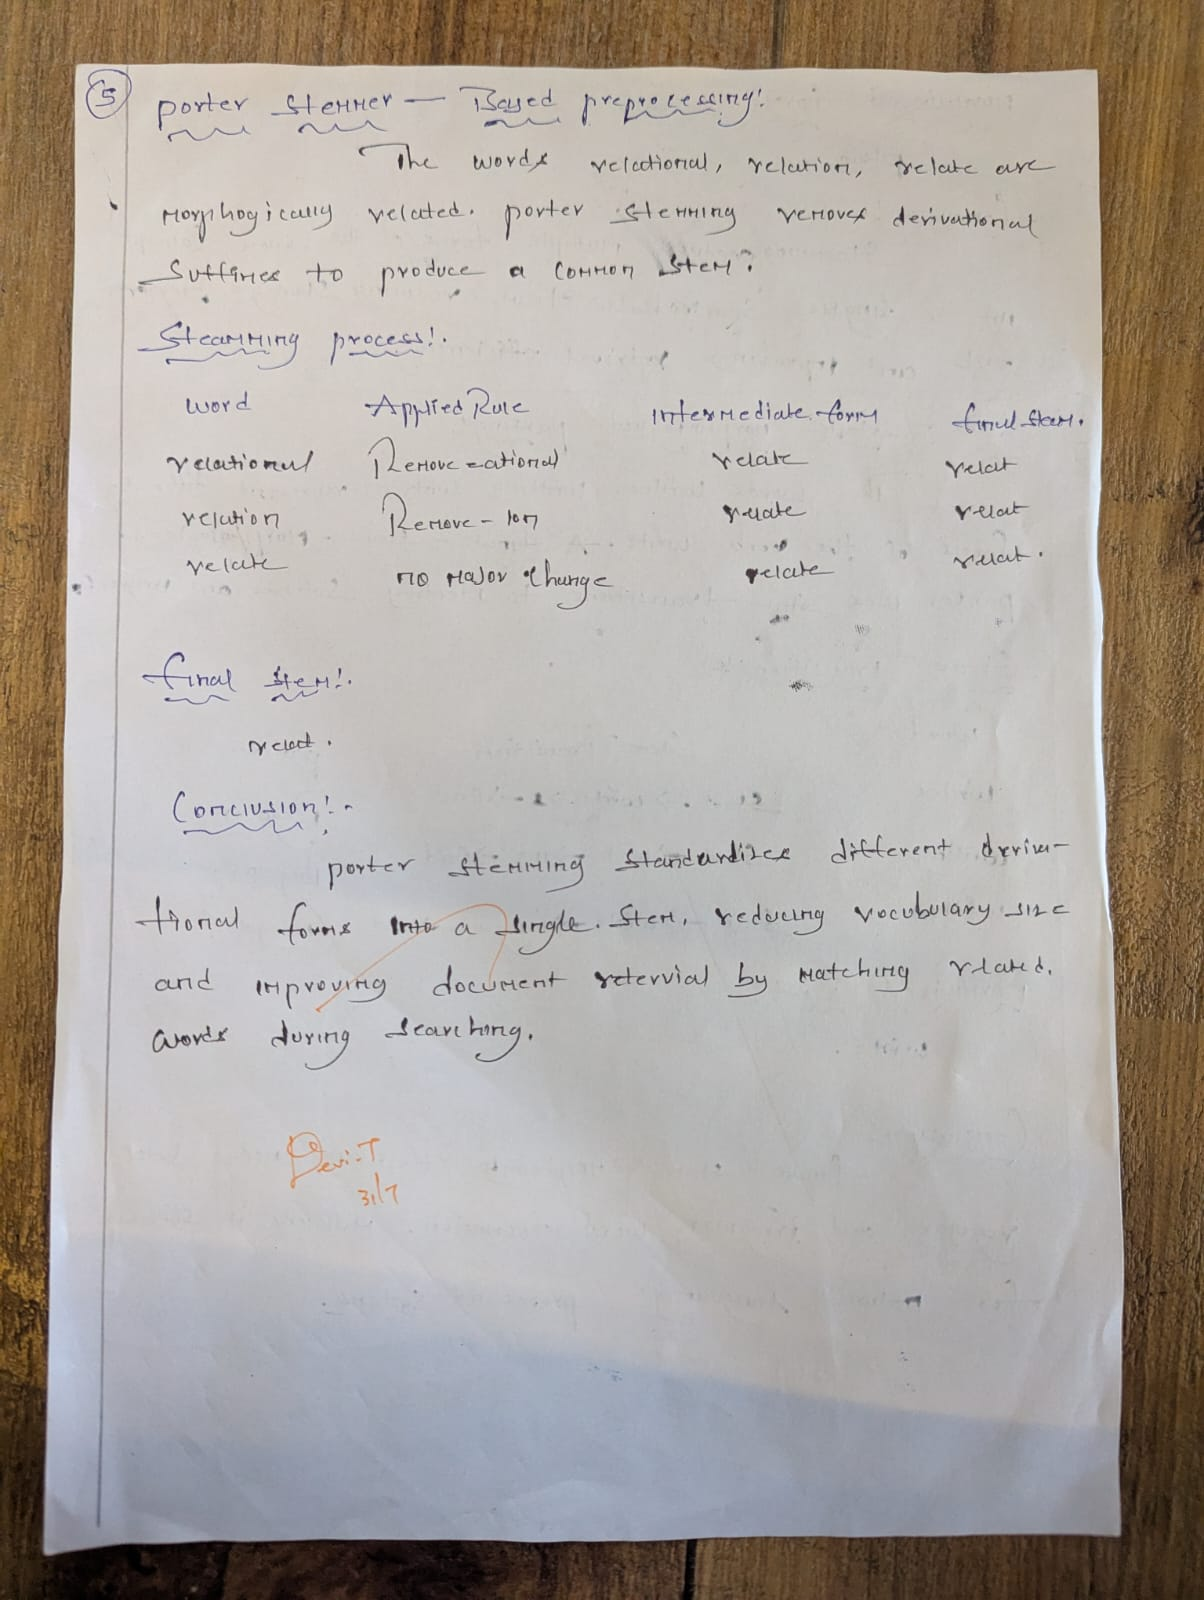 5
porter stemmer - Based preprocessing:
The words relational, relation, relate are
morphogically related. porter stemming removes derivational
suffines to produce a common stem.
Steamming process:
word Applied Rule Intermediate form final stem.
relational Remove-ational relate relat
relation Remove-ion relate relat
relate no major change relate relat.
final stem:
relat.
Conclusion:
porter stemming standardizes different deriva-
tional forms into a single stem, reducing vocubulary size
and improving document retervial by matching related
words during searching.
Devi.T
31/7